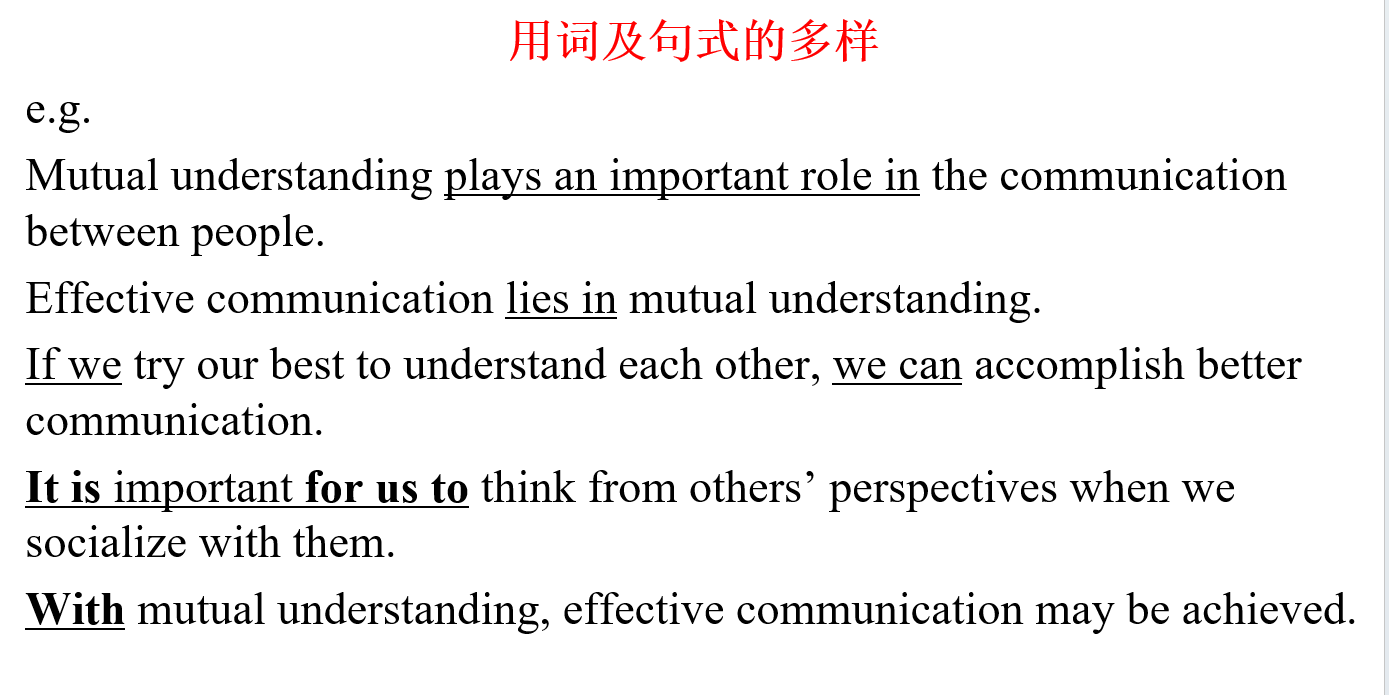 用词及句式的多样
e.g.
Mutual understanding plays an important role in the communication
between people.
Effective communication lies in mutual understanding.
If we try our best to understand each other, we can accomplish better
communication.
It is important for us to think from others’ perspectives when we
socialize with them.
With mutual understanding, effective communication may be achieved.